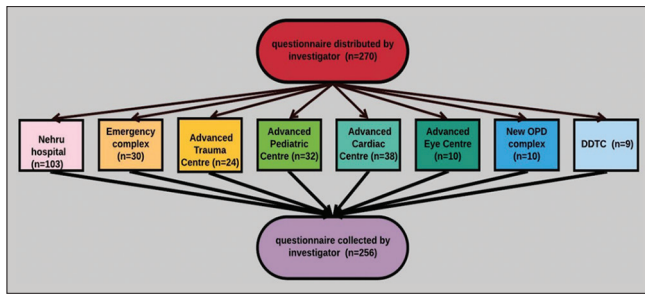 questionnaire distributed by
investigator (n=270)
Nehru
hospital
(n=103)
Emergency
complex
(n=30)
Advanced
Trauma
Centre (n=24)
Advanced
Pediatric
Centre (n=32)
Advanced
Cardiac
Centre (n=38)
Advanced
Eye Centre
(n=10)
New OPD
complex
(n=10)
DDTC (n=9)
questionnaire collected by
investigator (n=256)